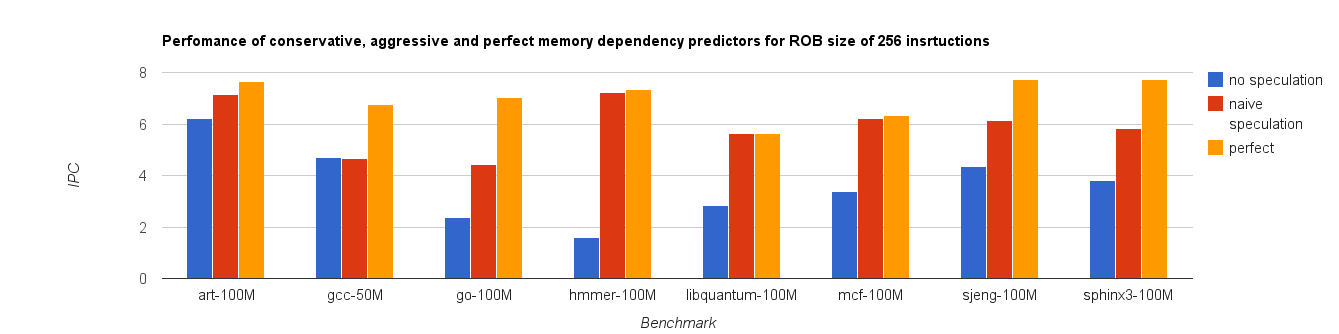 Perfomance of conservative, aggressive and perfect memory dependency predictors for ROB size of 256 insrtuctions
8
6
4
2
0
IPC
art-100M
gcc-50M
go-100M
hmmer-100M
libquantum-100M
mcf-100M
sjeng-100M
sphinx3-100M
Benchmark
no speculation
naive
speculation
perfect